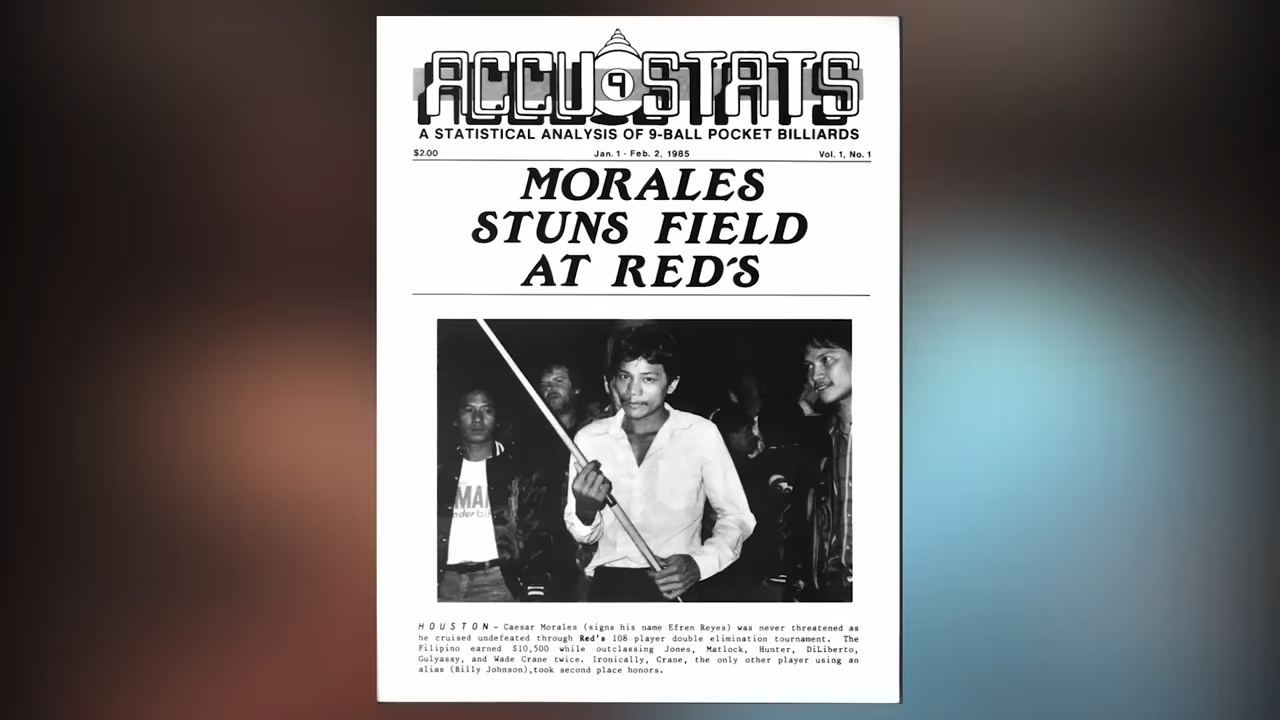 ACCU 9 STATS
A STATISTICAL ANALYSIS OF 9-BALL POCKET BILLIARDS
$2.00 Jan. 1 - Feb. 2, 1985 Vol. 1, No. 1
MORALES
STUNS FIELD
AT RED'S
MAN
nderbi
HOUSTON – Caesar Morales (signs his name Efren Reyes) was never threatened as
he cruised undefeated through Red's 108 player double elimination tournament. The
Filipino earned $10,500 while outclassing Jones, Matlock, Hunter, DiLiberto,
Gulyassy, and Wade Crane twice. Ironically, Crane, the only other player using an
alias (Billy Johnson),took second place honors.